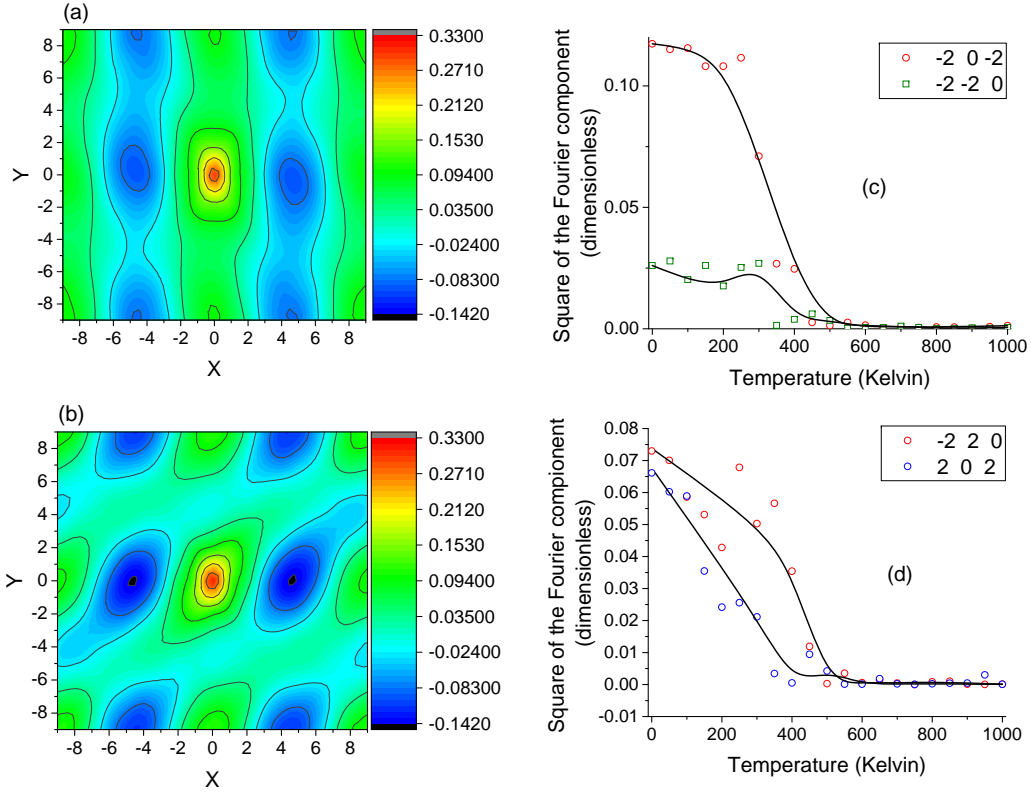 (a)
8
6
4
2
0
-2
-4
-6
-8
Y
-8 -6 -4 -2 0 2 4 6 8
X
0.3300
0.2710
0.2120
0.1530
0.09400
0.03500
-0.02400
-0.08300
-0.1420
(c)
-2 0 -2
-2 -2 0
0.10
0.05
0.00
Square of the Fourier component
(dimensionless)
0 200 400 600 800 1000
Temperature (Kelvin)
(b)
8
6
4
2
0
-2
-4
-6
-8
Y
-8 -6 -4 -2 0 2 4 6 8
X
0.3300
0.2710
0.2120
0.1530
0.09400
0.03500
-0.02400
-0.08300
-0.1420
(d)
-2 2 0
2 0 2
0.08
0.07
0.06
0.05
0.04
0.03
0.02
0.01
0.00
-0.01
Square of the Fourier component
(dimensionless)
0 200 400 600 800 1000
Temperature (Kelvin)